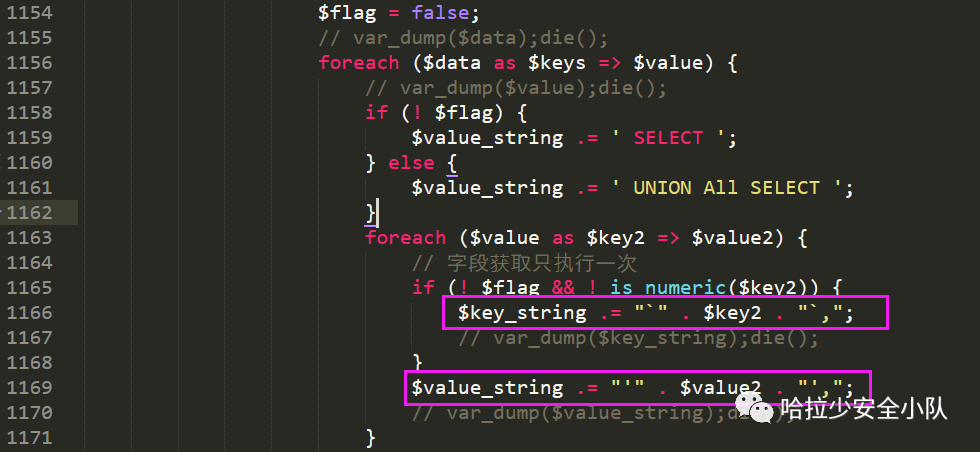 1154 $flag = false;
1155 // var_dump($data);die();
1156 foreach ($data as $keys => $value) {
1157 // var_dump($value);die();
1158 if (! $flag) {
1159 $value_string .= ' SELECT ';
1160 } else {
1161 $value_string .= ' UNION All SELECT ';
1162 }
1163 foreach ($value as $key2 => $value2) {
1164 // 字段获取只执行一次
1165 if (! $flag && ! is_numeric($key2)) {
1166 $key_string .= "`" . $key2 . "`,";
1167 // var_dump($key_string);die();
1168 }
1169 $value_string .= "'" . $value2 . "',";
1170 // var_dump($value_string);
1171 }
哈拉少安全小队